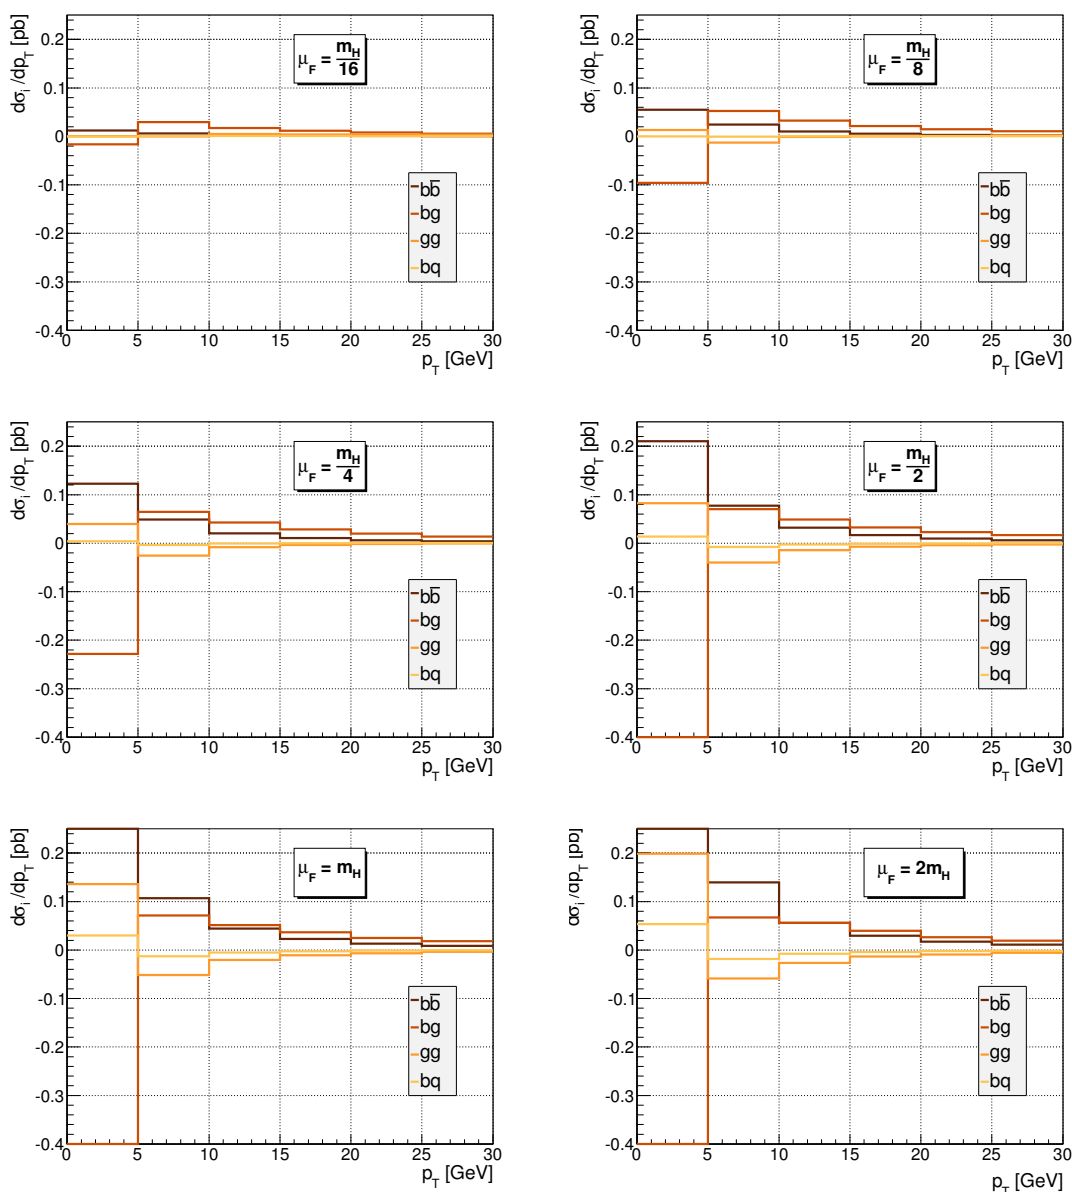 dσᵢ/dp_T [pb]
0.2
0.1
0
-0.1
-0.2
-0.3
-0.4
μ_F = m_H/16
bb̅
bg
gg
bq
0 5 10 15 20 25 30
p_T [GeV]
dσᵢ/dp_T [pb]
0.2
0.1
0
-0.1
-0.2
-0.3
-0.4
μ_F = m_H/8
bb̅
bg
gg
bq
0 5 10 15 20 25 30
p_T [GeV]
dσᵢ/dp_T [pb]
0.2
0.1
0
-0.1
-0.2
-0.3
-0.4
μ_F = m_H/4
bb̅
bg
gg
bq
0 5 10 15 20 25 30
p_T [GeV]
dσᵢ/dp_T [pb]
0.2
0.1
0
-0.1
-0.2
-0.3
-0.4
μ_F = m_H/2
bb̅
bg
gg
bq
0 5 10 15 20 25 30
p_T [GeV]
dσᵢ/dp_T [pb]
0.2
0.1
0
-0.1
-0.2
-0.3
-0.4
μ_F = m_H
bb̅
bg
gg
bq
0 5 10 15 20 25 30
p_T [GeV]
dσᵢ/dp_T [pb]
0.2
0.1
0
-0.1
-0.2
-0.3
-0.4
μ_F = 2m_H
bb̅
bg
gg
bq
0 5 10 15 20 25 30
p_T [GeV]